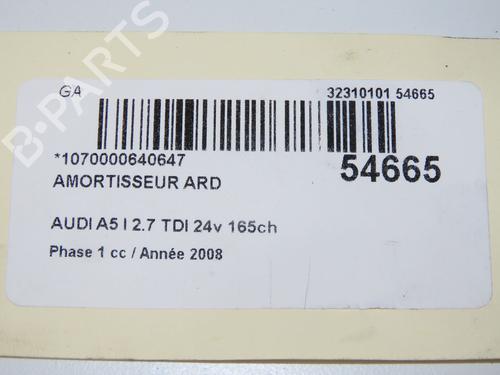 B-PARTS
GA
32310101 54665
*1070000640647
54665
AMORTISSEUR ARD
AUDI A5 I 2.7 TDI 24v 165ch
Phase 1 cc / Année 2008